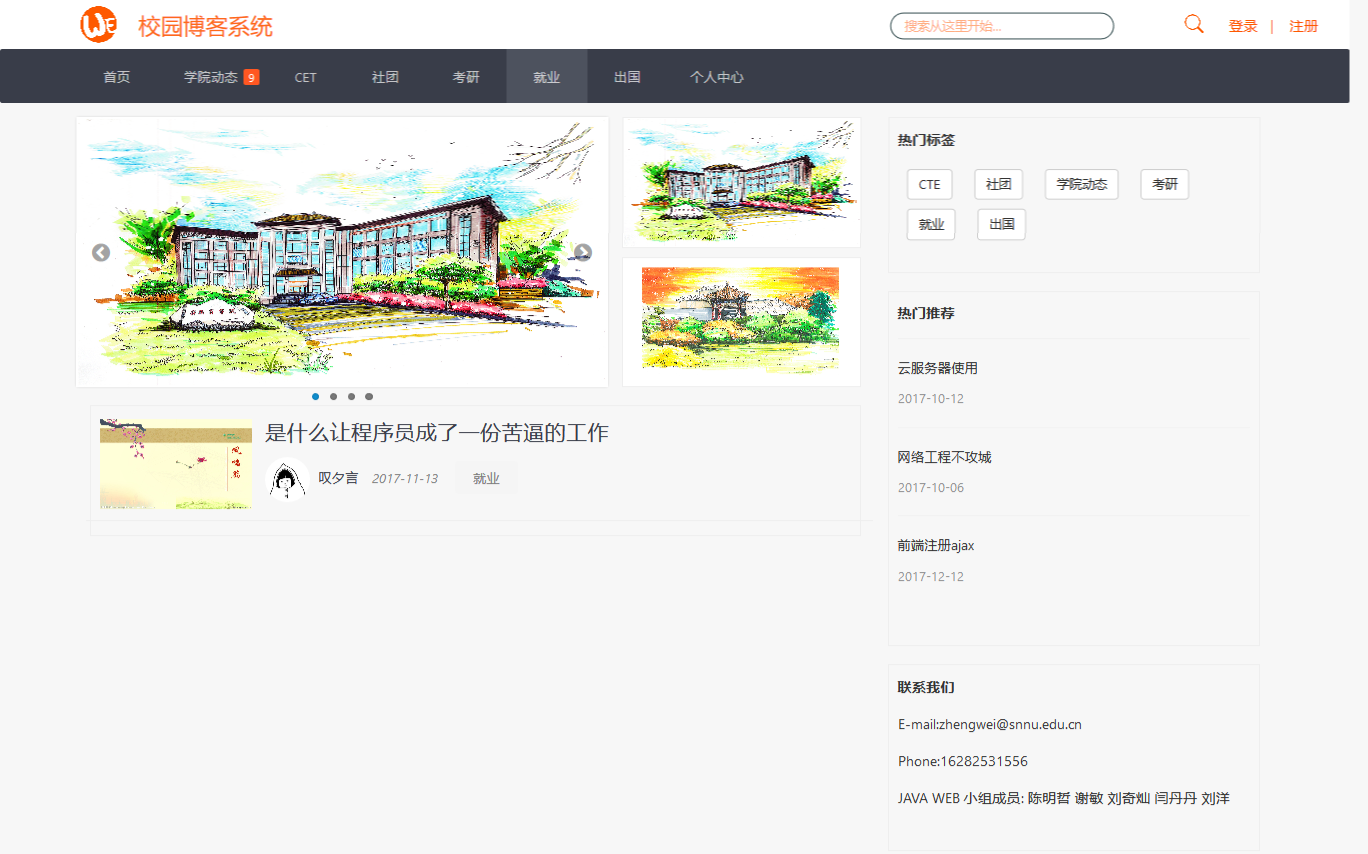 校园博客系统
搜索从这里开始...
登录 | 注册
首页 学院动态 9 CET 社团 考研 就业 出国 个人中心
热门标签
CTE 社团 学院动态 考研
就业 出国
热门推荐
云服务器使用
2017-10-12
网络工程不攻城
2017-10-06
前端注册ajax
2017-12-12
是什么让程序员成了一份苦逼的工作
叹夕言 2017-11-13 就业
联系我们
E-mail:zhengwei@snnu.edu.cn
Phone:16282531556
JAVA WEB 小组成员: 陈明哲 谢敏 刘奇灿 闫丹丹 刘洋